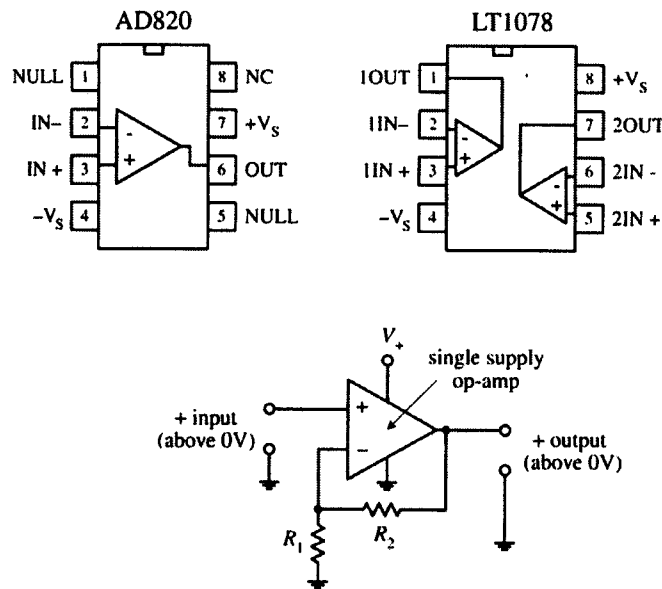 AD820
NULL 1 8 NC
IN- 2 - 7 +VS
IN + 3 + 6 OUT
-VS 4 5 NULL
LT1078
1OUT 1 8 +VS
1IN- 2 - 7 2OUT
1IN + 3 + - 6 2IN -
-VS 4 + 5 2IN +
V+
single supply
op-amp
+ input
(above 0V)
+
−
+ output
(above 0V)
R1
R2